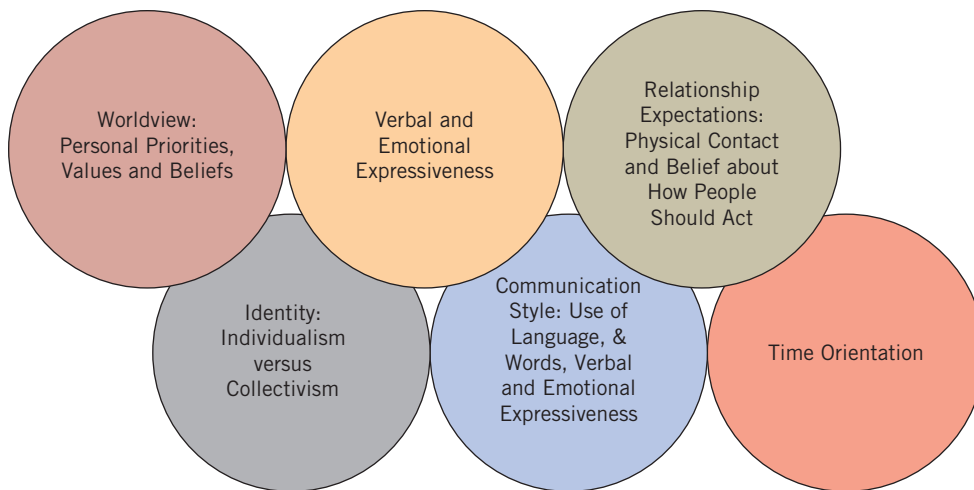 Worldview:
Personal Priorities,
Values and Beliefs
Verbal and
Emotional
Expressiveness
Relationship
Expectations:
Physical Contact
and Belief about
How People
Should Act
Identity:
Individualism
versus
Collectivism
Communication
Style: Use of
Language, &
Words, Verbal
and Emotional
Expressiveness
Time Orientation